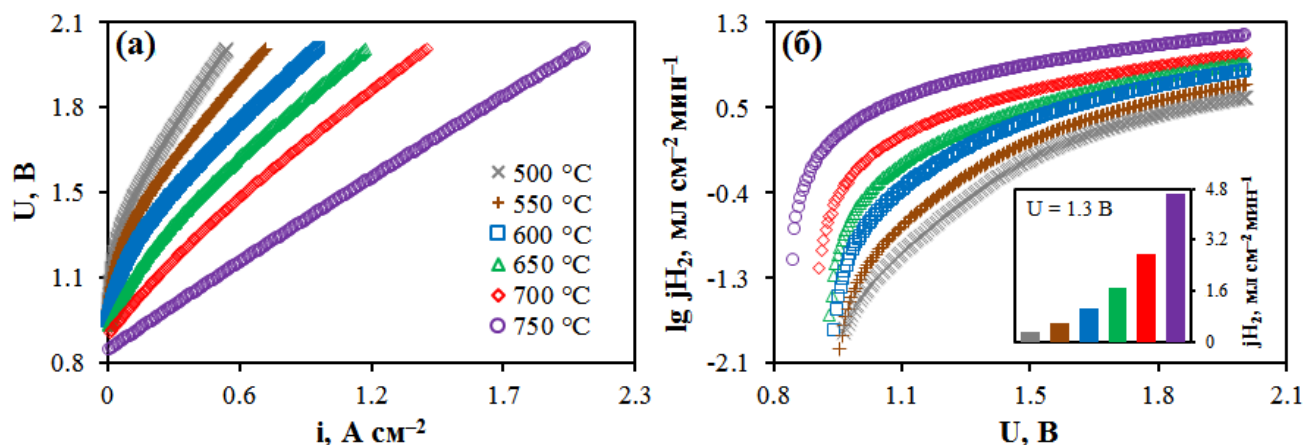 (а)
U, В
2.1
1.8
1.5
1.1
0.8
0
0.6
1.2
1.7
2.3
i, А см⁻²
500 °C
550 °C
600 °C
650 °C
700 °C
750 °C
(б)
lg jH₂, мл см⁻² мин⁻¹
1.3
0.5
-0.4
-1.3
-2.1
0.8
1.1
1.5
1.8
2.1
U, В
U = 1.3 В
4.8
3.2
1.6
0
jH₂, мл см⁻² мин⁻¹